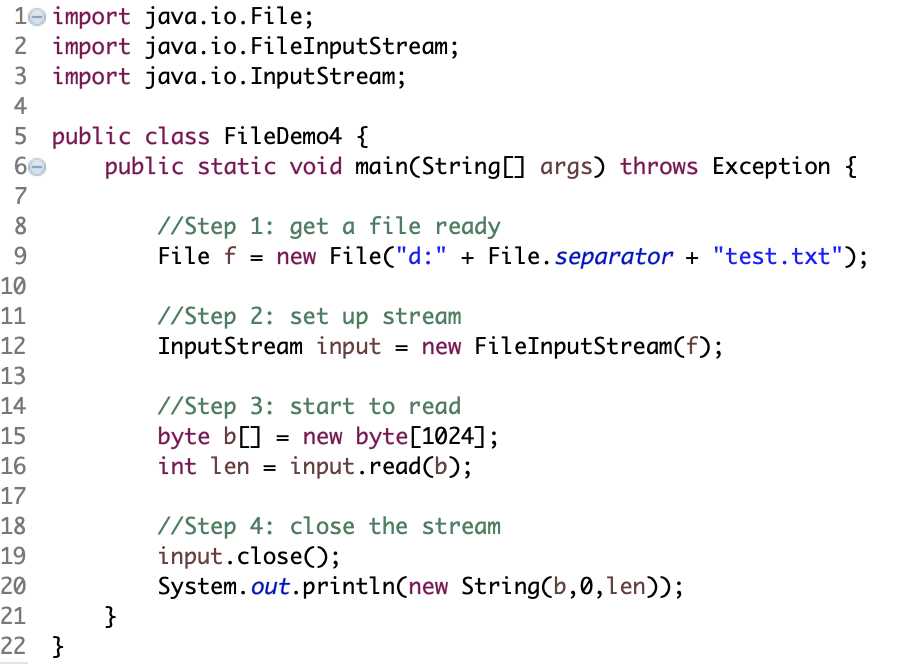 1 import java.io.File;
2 import java.io.FileInputStream;
3 import java.io.InputStream;
4
5 public class FileDemo4 {
6     public static void main(String[] args) throws Exception {
7
8         //Step 1: get a file ready
9         File f = new File("d:" + File.separator + "test.txt");
10
11         //Step 2: set up stream
12         InputStream input = new FileInputStream(f);
13
14         //Step 3: start to read
15         byte b[] = new byte[1024];
16         int len = input.read(b);
17
18         //Step 4: close the stream
19         input.close();
20         System.out.println(new String(b,0,len));
21     }
22 }